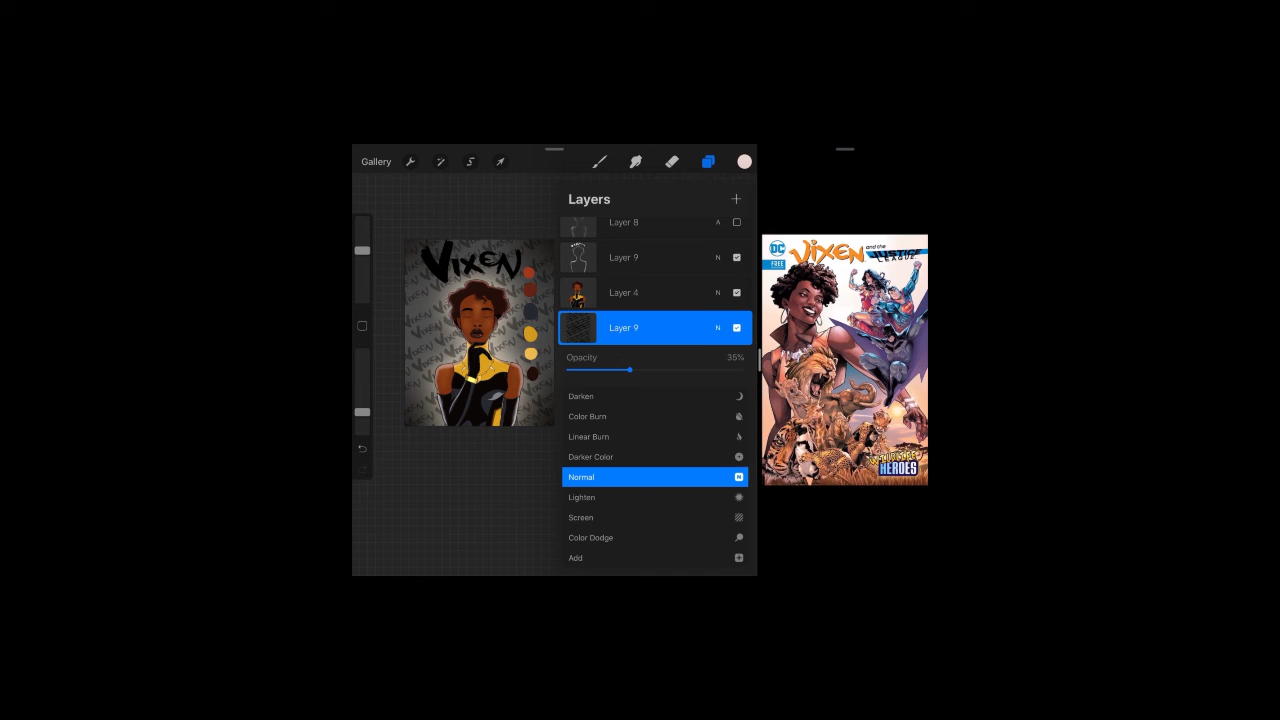 Gallery
Layers
Layer 8
A
Layer 9
N
Layer 4
N
Layer 9
N
Opacity
35%
Darken
Color Burn
Linear Burn
Darker Color
Normal
N
Lighten
Screen
Color Dodge
Add
VIXEN
DC
FREE
VIXEN
and the
JUSTICE
LEAGUE
WILDLIFE
HEROES